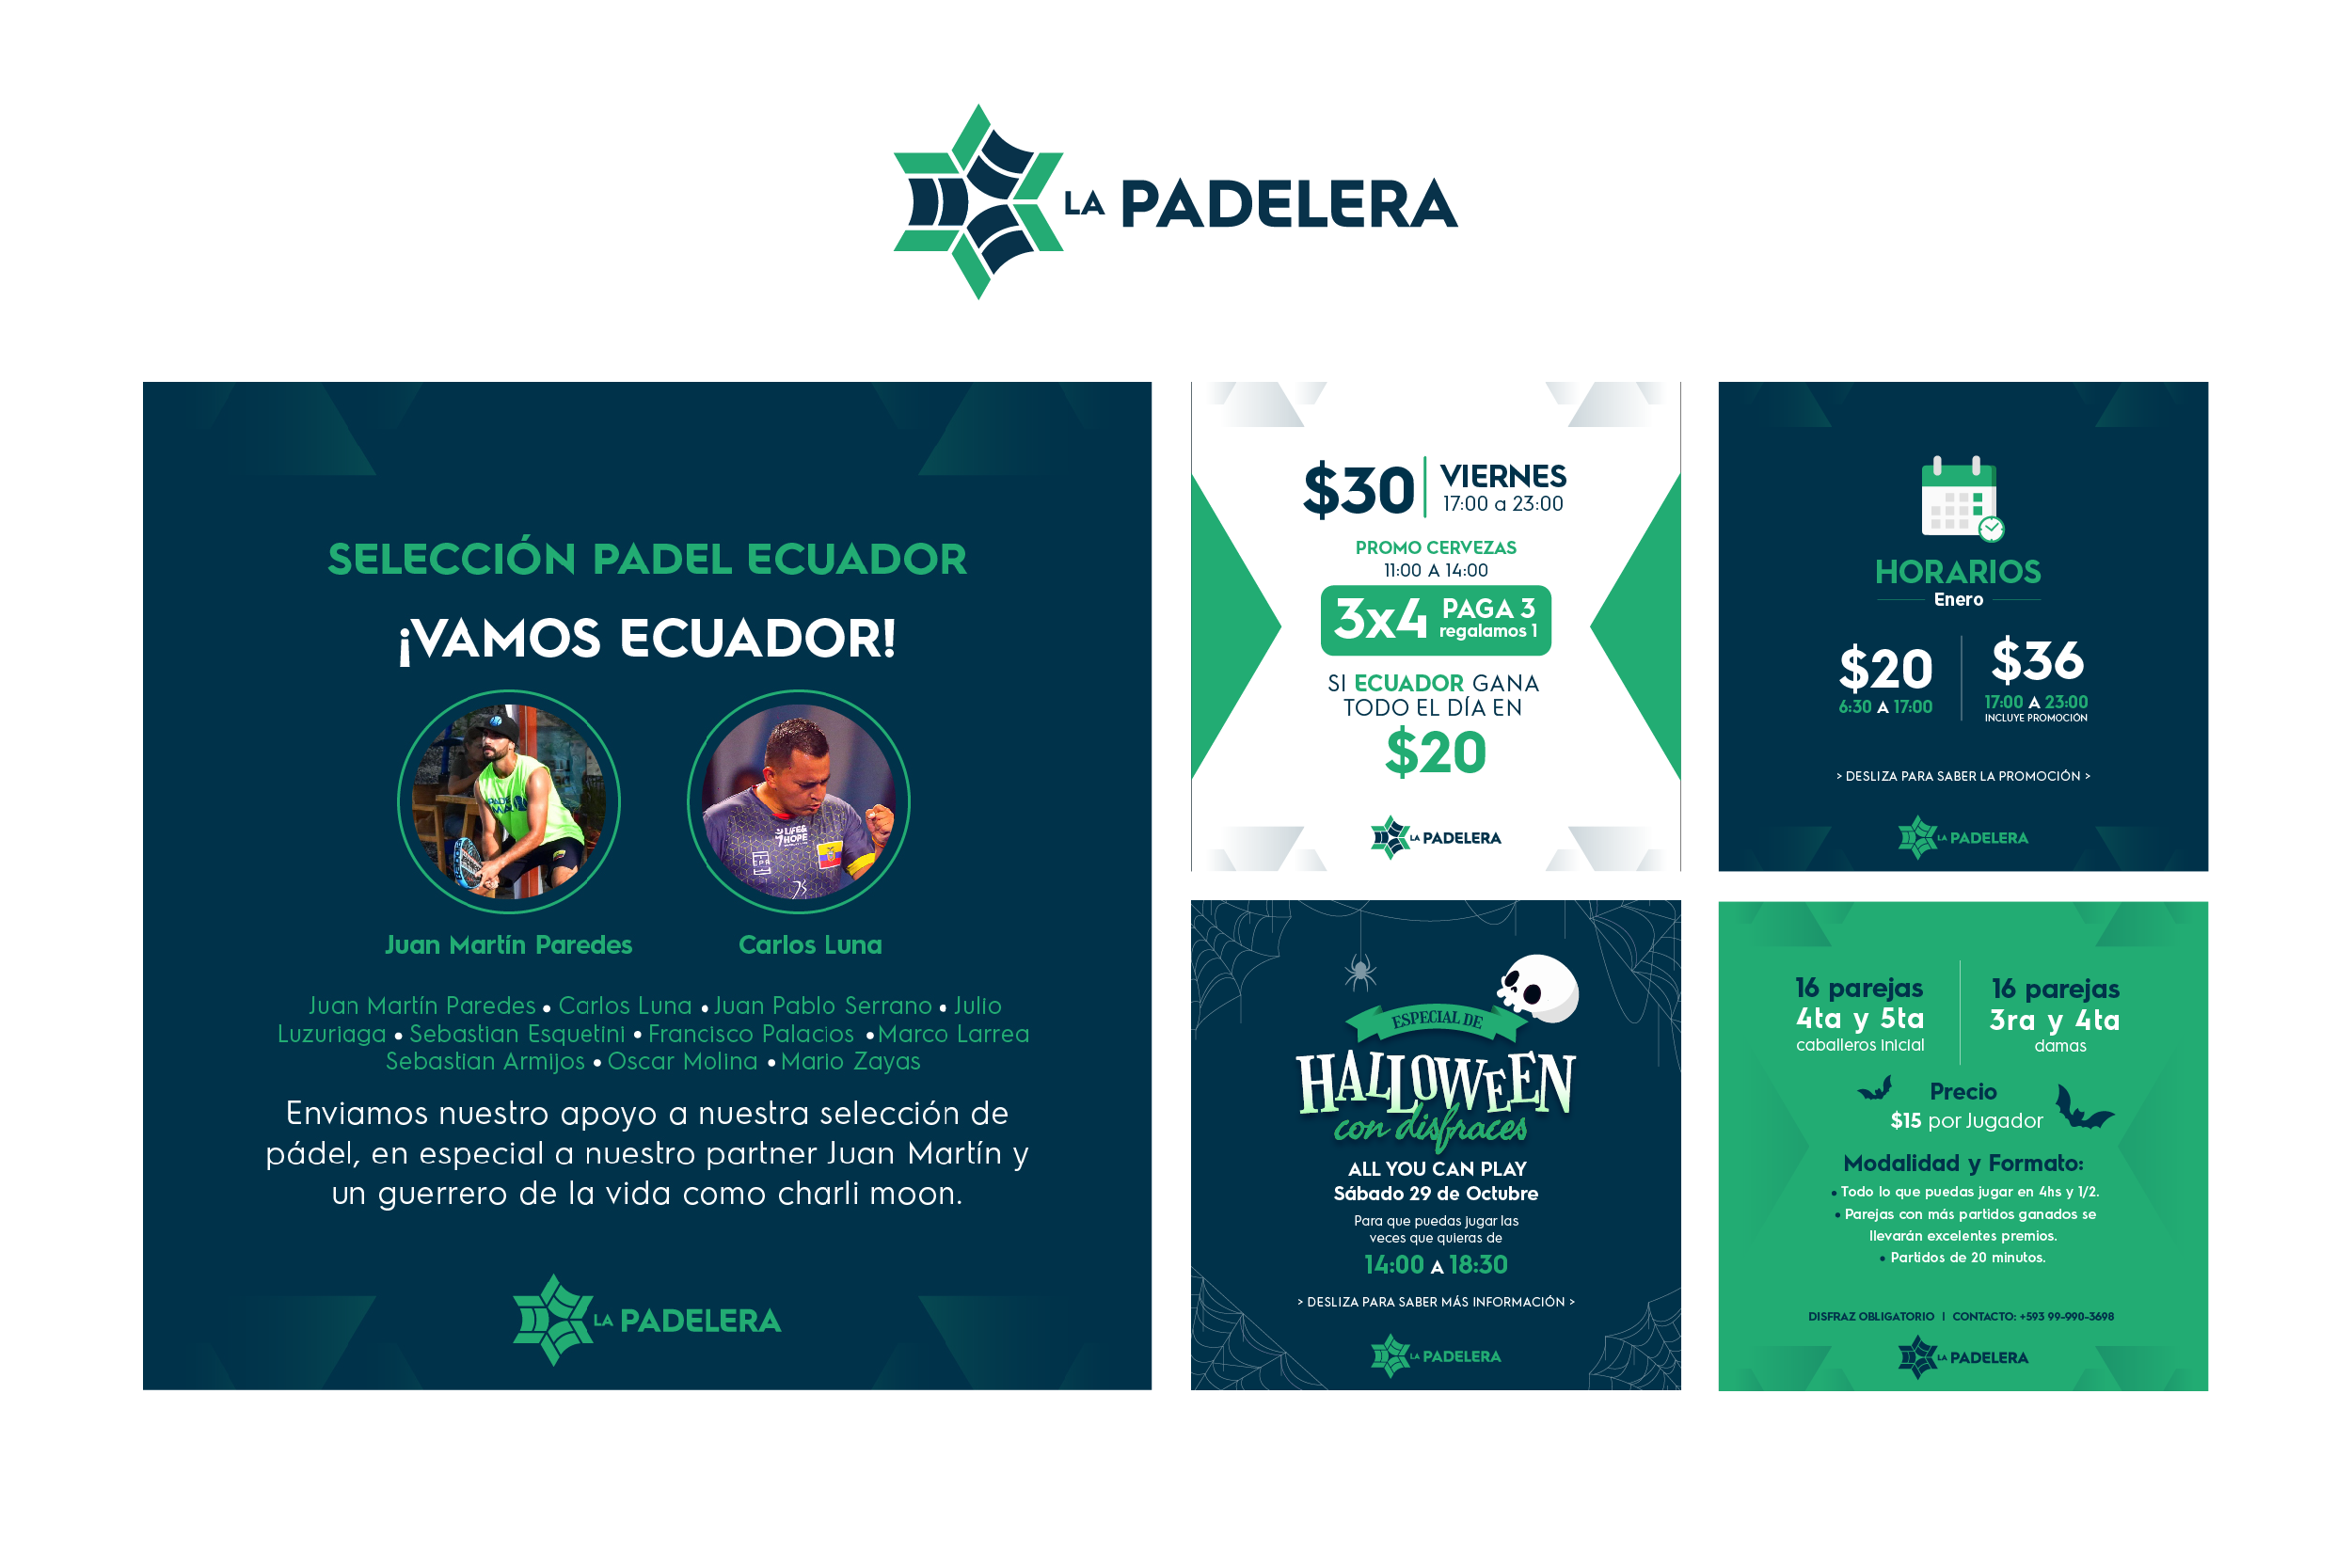 LA PADELERA
SELECCIÓN PADEL ECUADOR
¡VAMOS ECUADOR!
LIFE&
HOPE
Juan Martín Paredes
Carlos Luna
Juan Martín Paredes • Carlos Luna • Juan Pablo Serrano • Julio
Luzuriaga • Sebastian Esquetini • Francisco Palacios • Marco Larrea
Sebastian Armijos • Oscar Molina • Mario Zayas
Enviamos nuestro apoyo a nuestra selección de
pádel, en especial a nuestro partner Juan Martín y
un guerrero de la vida como charli moon.
LA PADELERA
$30
VIERNES
17:00 a 23:00
PROMO CERVEZAS
11:00 A 14:00
3x4
PAGA 3
regalamos 1
SI ECUADOR GANA
TODO EL DÍA EN
$20
LA PADELERA
HORARIOS
Enero
$20
6:30 A 17:00
$36
17:00 A 23:00
INCLUYE PROMOCIÓN
> DESLIZA PARA SABER LA PROMOCIÓN >
LA PADELERA
ESPECIAL DE
HALLOWEEN
con disfraces
ALL YOU CAN PLAY
Sábado 29 de Octubre
Para que puedas jugar las
veces que quieras de
14:00 A 18:30
> DESLIZA PARA SABER MÁS INFORMACIÓN >
LA PADELERA
16 parejas
4ta y 5ta
caballeros inicial
16 parejas
3ra y 4ta
damas
Precio
$15 por Jugador
Modalidad y Formato:
• Todo lo que puedas jugar en 4hs y 1/2.
• Parejas con más partidos ganados se
llevarán excelentes premios.
• Partidos de 20 minutos.
DISFRAZ OBLIGATORIO | CONTACTO: +593 99-990-3698
LA PADELERA